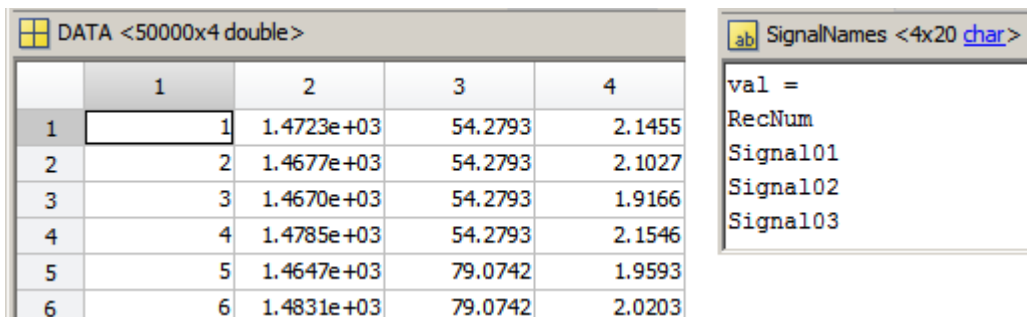 DATA <50000x4 double>
1 2 3 4
1 1 1.4723e+03 54.2793 2.1455
2 2 1.4677e+03 54.2793 2.1027
3 3 1.4670e+03 54.2793 1.9166
4 4 1.4785e+03 54.2793 2.1546
5 5 1.4647e+03 79.0742 1.9593
6 6 1.4831e+03 79.0742 2.0203
ab SignalNames <4x20 char>
val =
RecNum
Signal01
Signal02
Signal03